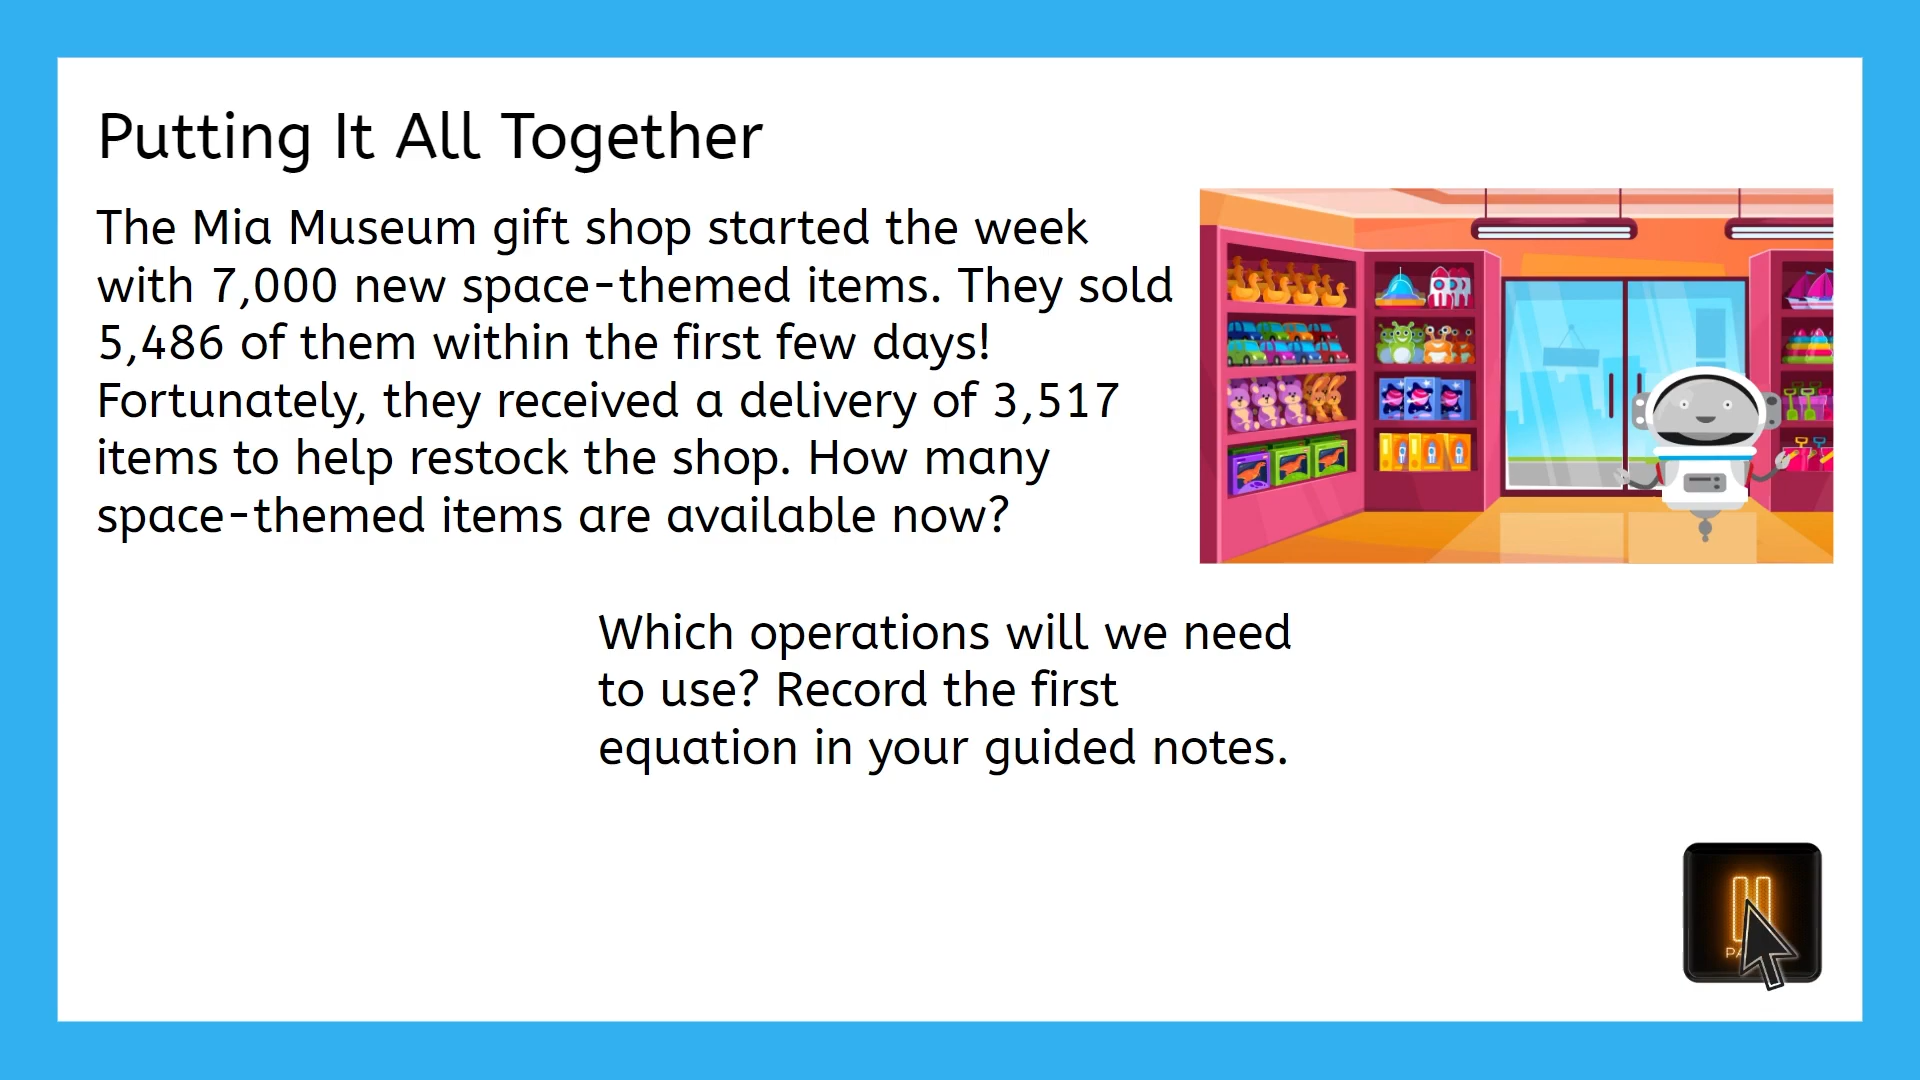 Putting It All Together
The Mia Museum gift shop started the week
with 7,000 new space-themed items. They sold
5,486 of them within the first few days!
Fortunately, they received a delivery of 3,517
items to help restock the shop. How many
space-themed items are available now?
Which operations will we need
to use? Record the first
equation in your guided notes.